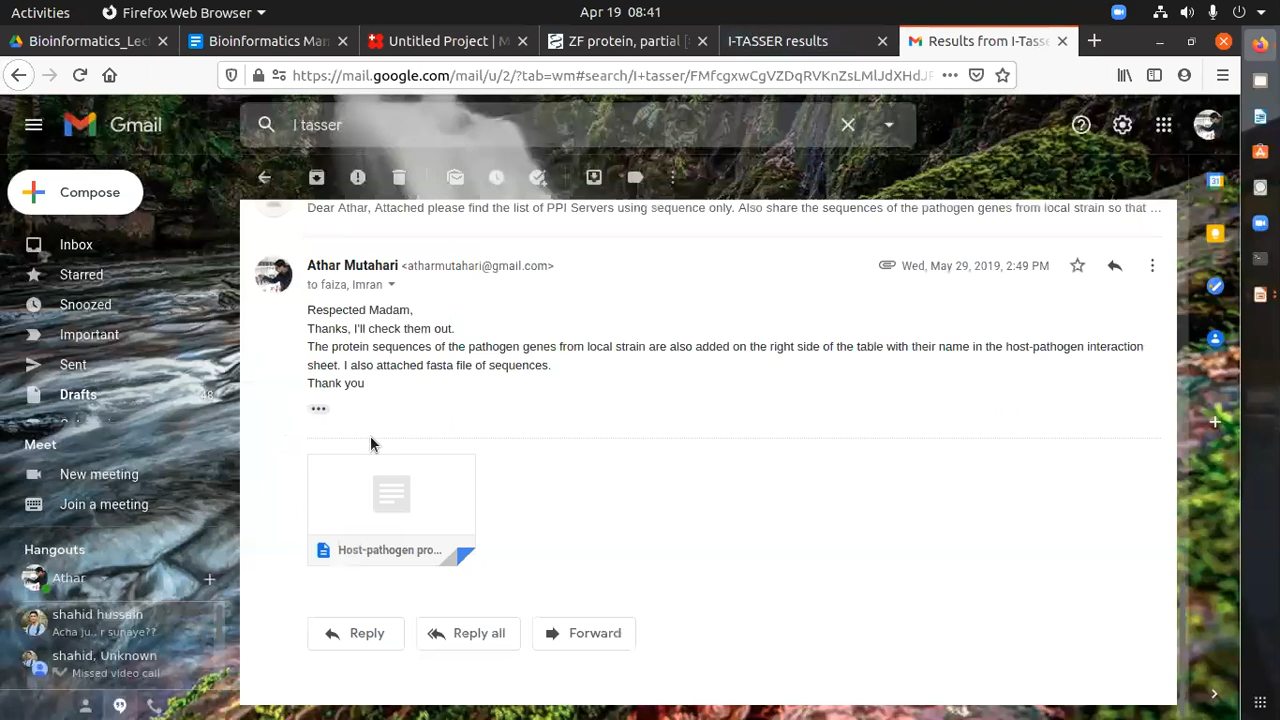 Activities
Firefox Web Browser
Apr 19 08:41
Bioinformatics_Lect
Bioinformatics Man
Untitled Project | M
ZF protein, partial [
I-TASSER results
Results from I-Tasse
https://mail.google.com/mail/u/2/?tab=wm#search/I+tasser/FMfcgxwCgVZDqRVKnZsLMlJdXHdJF
Gmail
I tasser
Compose
Dear Athar, Attached please find the list of PPI Servers using sequence only. Also share the sequences of the pathogen genes from local strain so that ...
Inbox
Athar Mutahari <atharmutahari@gmail.com>
Wed, May 29, 2019, 2:49 PM
Starred
to faiza, Imran
Snoozed
Respected Madam,
Thanks, I'll check them out.
Important
The protein sequences of the pathogen genes from local strain are also added on the right side of the table with their name in the host-pathogen interaction
Sent
sheet. I also attached fasta file of sequences.
Thank you
Drafts
48
Meet
New meeting
Join a meeting
Hangouts
Host-pathogen pro...
Athar
shahid hussain
Acha ju.. r sunaye??
Reply
Reply all
Forward
shahid, Unknown
Missed video call